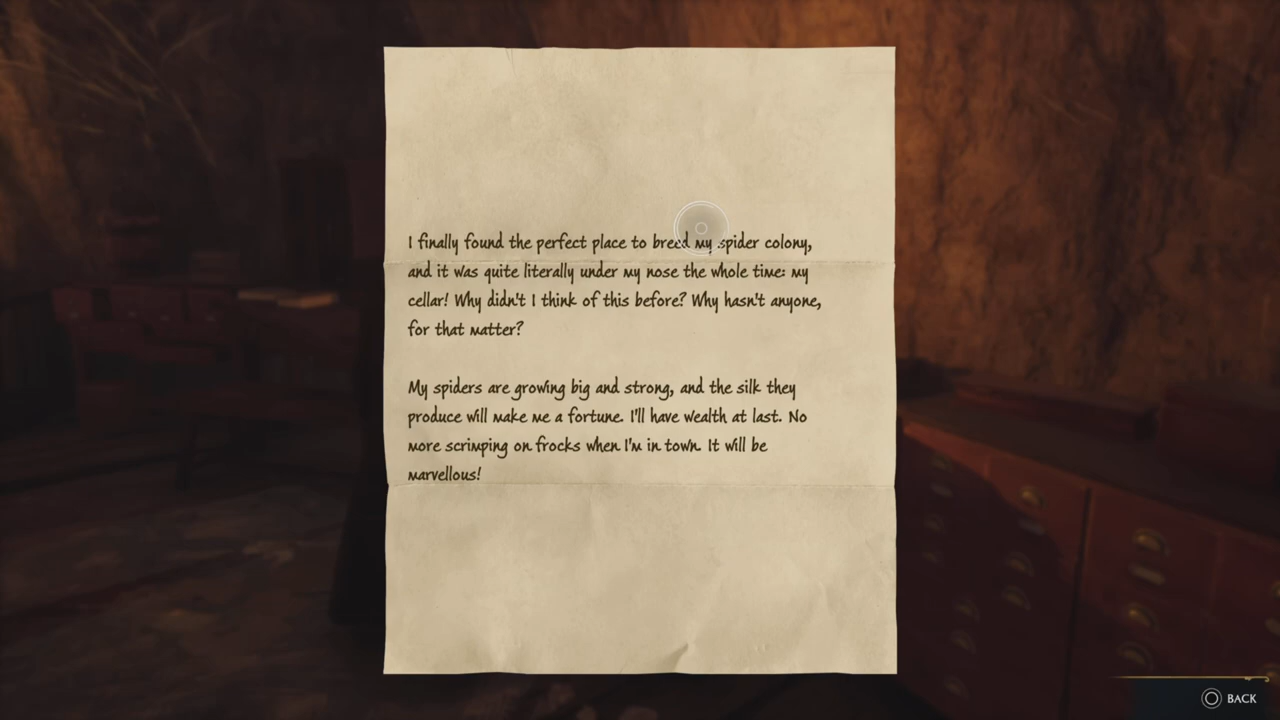 I finally found the perfect place to breed my spider colony,
and it was quite literally under my nose the whole time: my
cellar! Why didn't I think of this before? Why hasn't anyone,
for that matter?
My spiders are growing big and strong, and the silk they
produce will make me a fortune. I'll have wealth at last. No
more scrimping on frocks when I'm in town. It will be
marvellous!
BACK